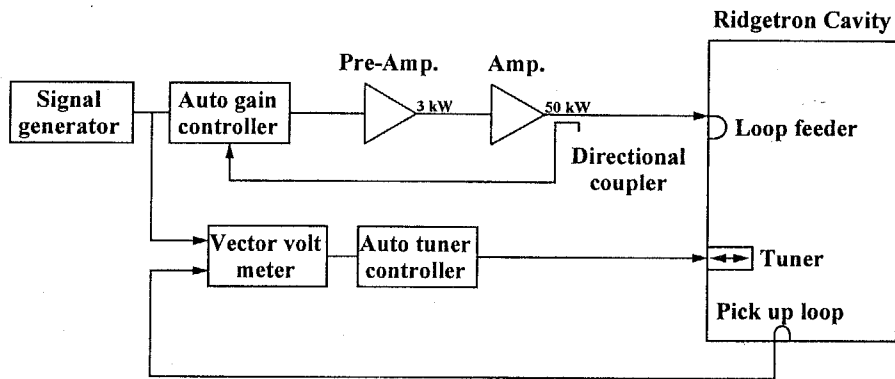 Ridgetron Cavity
Pre-Amp.
Amp.
Signal
generator
Auto gain
controller
3 kW
50 kW
Loop feeder
Directional
coupler
Vector volt
meter
Auto tuner
controller
Tuner
Pick up loop